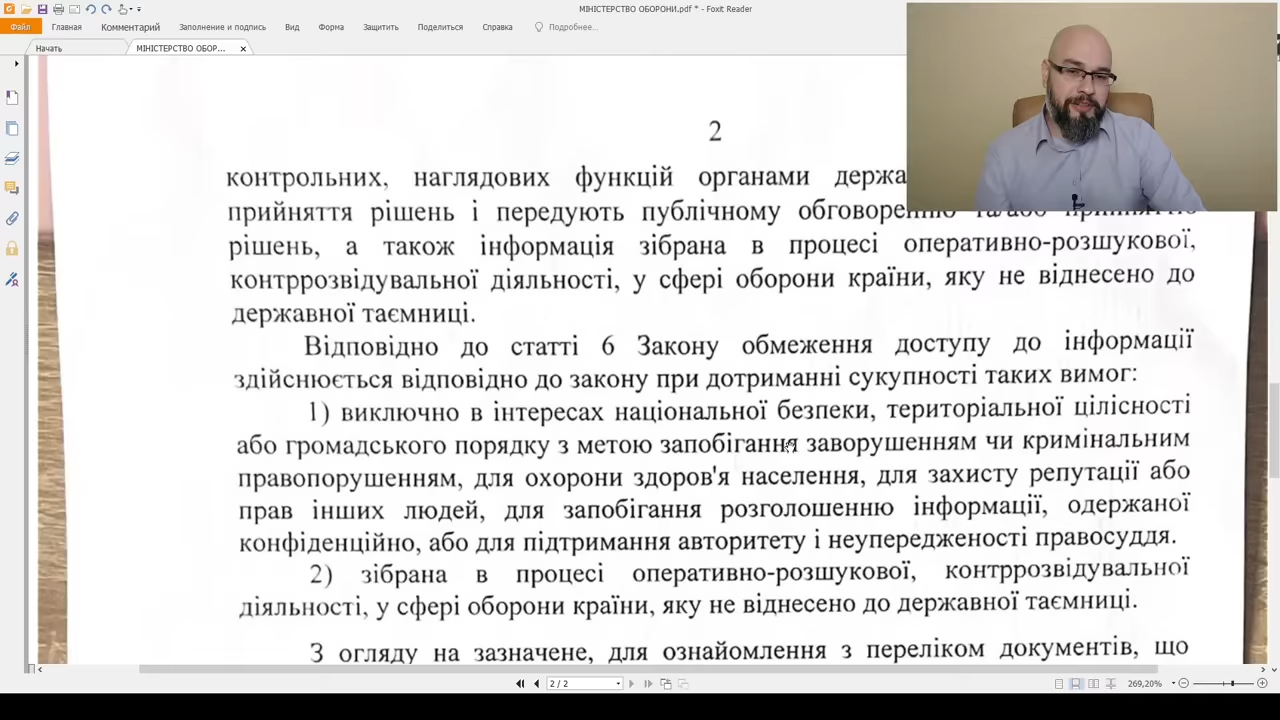 МІНІСТЕРСТВО ОБОРОНИ.pdf * - Foxit Reader
Файл Главная Комментарий Заполнение и подпись Вид Форма Защитить Поделиться Справка Подробнее...
Начать МІНІСТЕРСТВО ОБОР...
2
контрольних, наглядових функцій органами держа
прийняття рішень і передують публічному обговоренню та/або прийняттю
рішень, а також інформація зібрана в процесі оперативно-розшукової,
контррозвідувальної діяльності, у сфері оборони країни, яку не віднесено до
державної таємниці.
Відповідно до статті 6 Закону обмеження доступу до інформації
здійснюється відповідно до закону при дотриманні сукупності таких вимог:
1) виключно в інтересах національної безпеки, територіальної цілісності
або громадського порядку з метою запобігання заворушенням чи кримінальним
правопорушенням, для охорони здоров'я населення, для захисту репутації або
прав інших людей, для запобігання розголошенню інформації, одержаної
конфіденційно, або для підтримання авторитету і неупередженості правосуддя.
2) зібрана в процесі оперативно-розшукової, контррозвідувальної
діяльності, у сфері оборони країни, яку не віднесено до державної таємниці.
З огляду на зазначене, для ознайомлення з переліком документів, що
2 / 2 269,20%